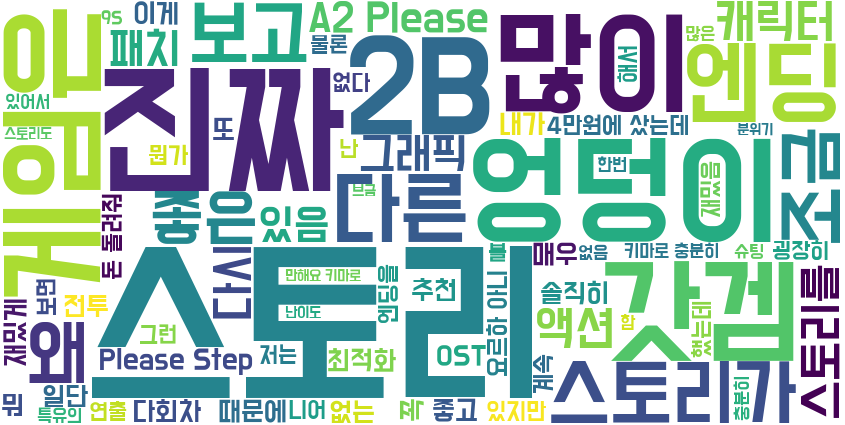 9S 이게 보고 A2 Please 많이 많은 캐릭터
게임은 패치 물론 2B 해서 엔딩
있어서 진짜 없다
스토리도 또 내가 4만원에 샀는데 분위기
뭔가 난 그래픽 엉덩이 한번 조금
돈 돌려줘 좋은 있음 다른 브금 재밌음
스토리 매우 없음 키마로 충분히 슈팅 굉장히
다시 만해요 키마로 엔딩을 볼 갓겜 스토리를
재밌게 보면 전투 난이도 추천 요르하 아니 솔직히
왜 그런 액션 함 했는데
Please Step 저는 최적화 OST 계속 스토리가
뭐 일단 충분히
특유의 연출 다회차 때문에 니어 없는 꼭 좋고 있지만